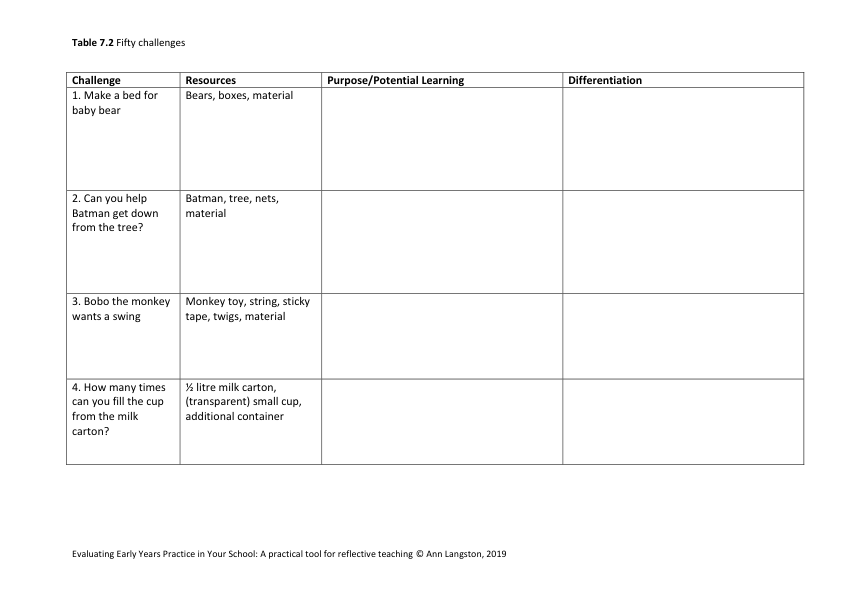 Table 7.2 Fifty challenges
Challenge
Resources
Purpose/Potential Learning
Differentiation
1. Make a bed for
baby bear
Bears, boxes, material
2. Can you help
Batman get down
from the tree?
Batman, tree, nets,
material
3. Bobo the monkey
wants a swing
Monkey toy, string, sticky
tape, twigs, material
4. How many times
can you fill the cup
from the milk
carton?
½ litre milk carton,
(transparent) small cup,
additional container
Evaluating Early Years Practice in Your School: A practical tool for reflective teaching © Ann Langston, 2019